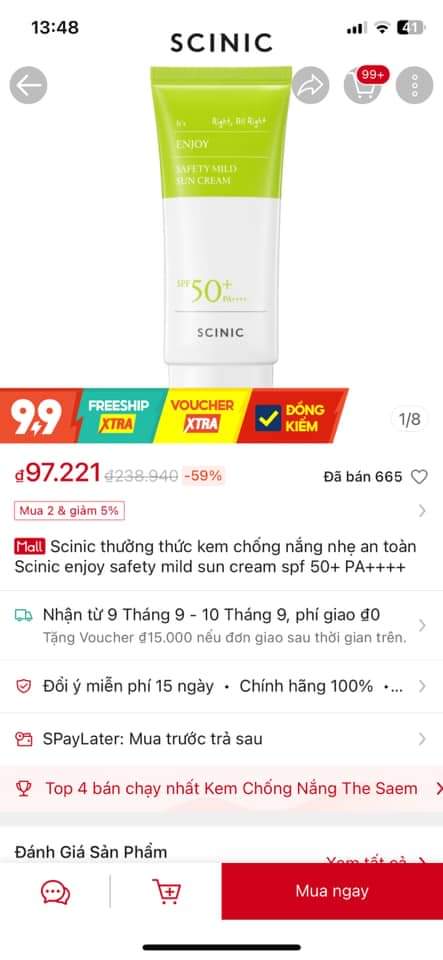 13:48
41
SCINIC
99+
It's Right, All Right
ENJOY
SAFETY MILD
SUN CREAM
SPF 50+
PA++++
SCINIC
9.9
FREESHIP
XTRA
VOUCHER
XTRA
ĐỒNG
KIỂM
1/8
₫97.221 ₫238.940 -59%
Đã bán 665
Mua 2 & giảm 5%
Mall Scinic thưởng thức kem chống nắng nhẹ an toàn
Scinic enjoy safety mild sun cream spf 50+ PA++++
Nhận từ 9 Tháng 9 - 10 Tháng 9, phí giao ₫0
Tặng Voucher ₫15.000 nếu đơn giao sau thời gian trên.
Đổi ý miễn phí 15 ngày • Chính hãng 100% •...
SPayLater: Mua trước trả sau
Top 4 bán chạy nhất Kem Chống Nắng The Saem
Đánh Giá Sản Phẩm
Xem tất cả
Mua ngay